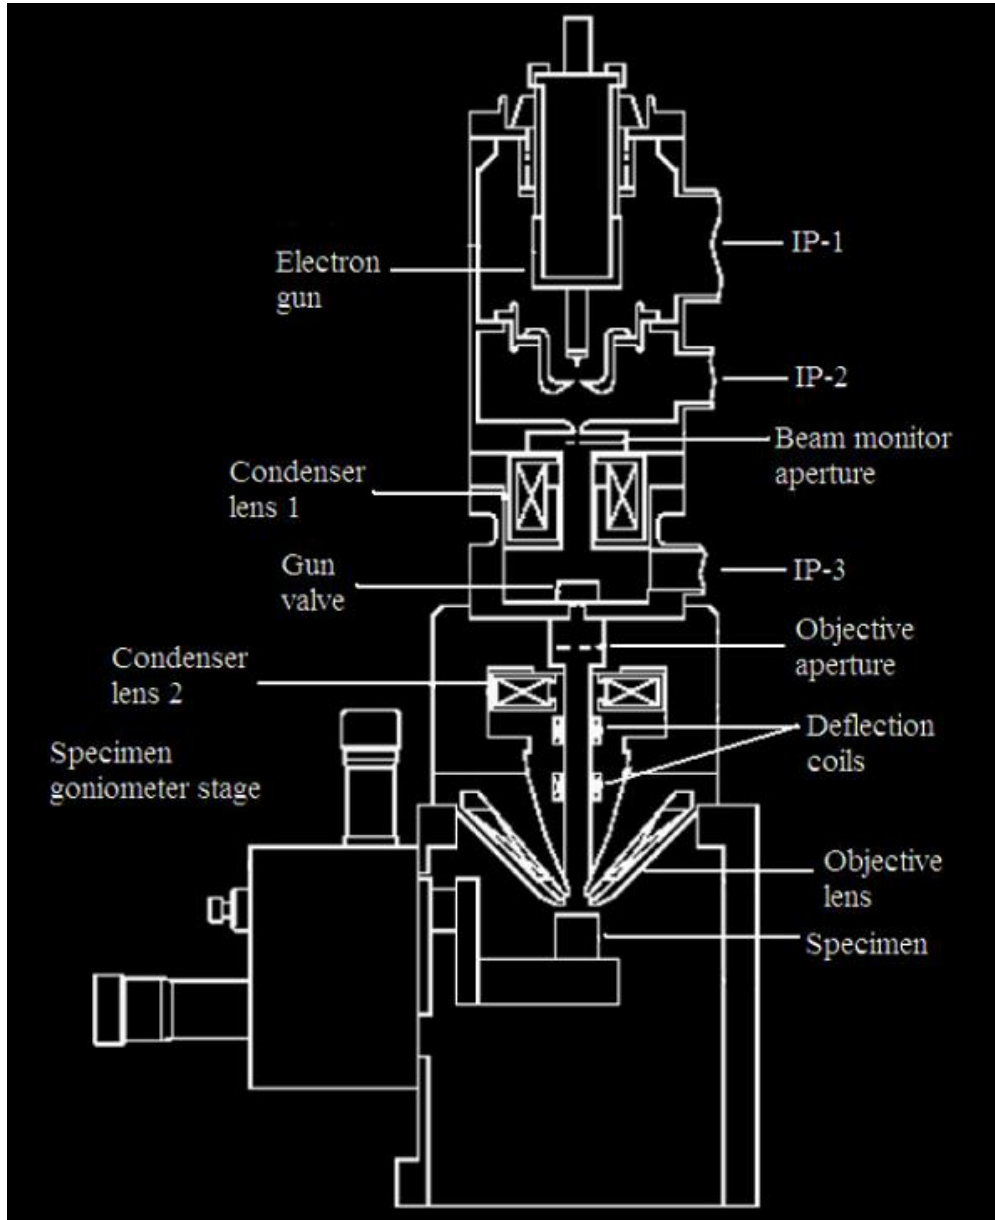 IP-1
Electron
gun
IP-2
Beam monitor
aperture
Condenser
lens 1
Gun
valve
IP-3
Objective
aperture
Condenser
lens 2
Deflection
coils
Specimen
goniometer stage
Objective
lens
Specimen